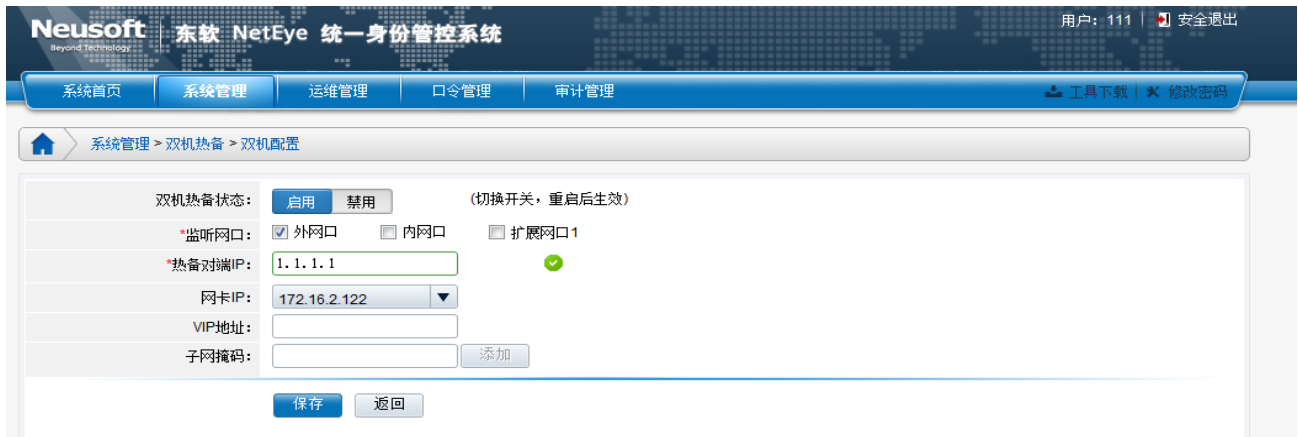 Neusoft 东软 NetEye 统一身份管控系统 用户: 111 安全退出
Beyond Technology
系统首页 系统管理 运维管理 口令管理 审计管理 工具下载 修改密码
系统管理 > 双机热备 > 双机配置
双机热备状态: 启用 禁用 (切换开关，重启后生效)
*监听网口: 外网口 内网口 扩展网口1
*热备对端IP: 1.1.1.1
网卡IP: 172.16.2.122
VIP地址:
子网掩码: 添加
保存 返回